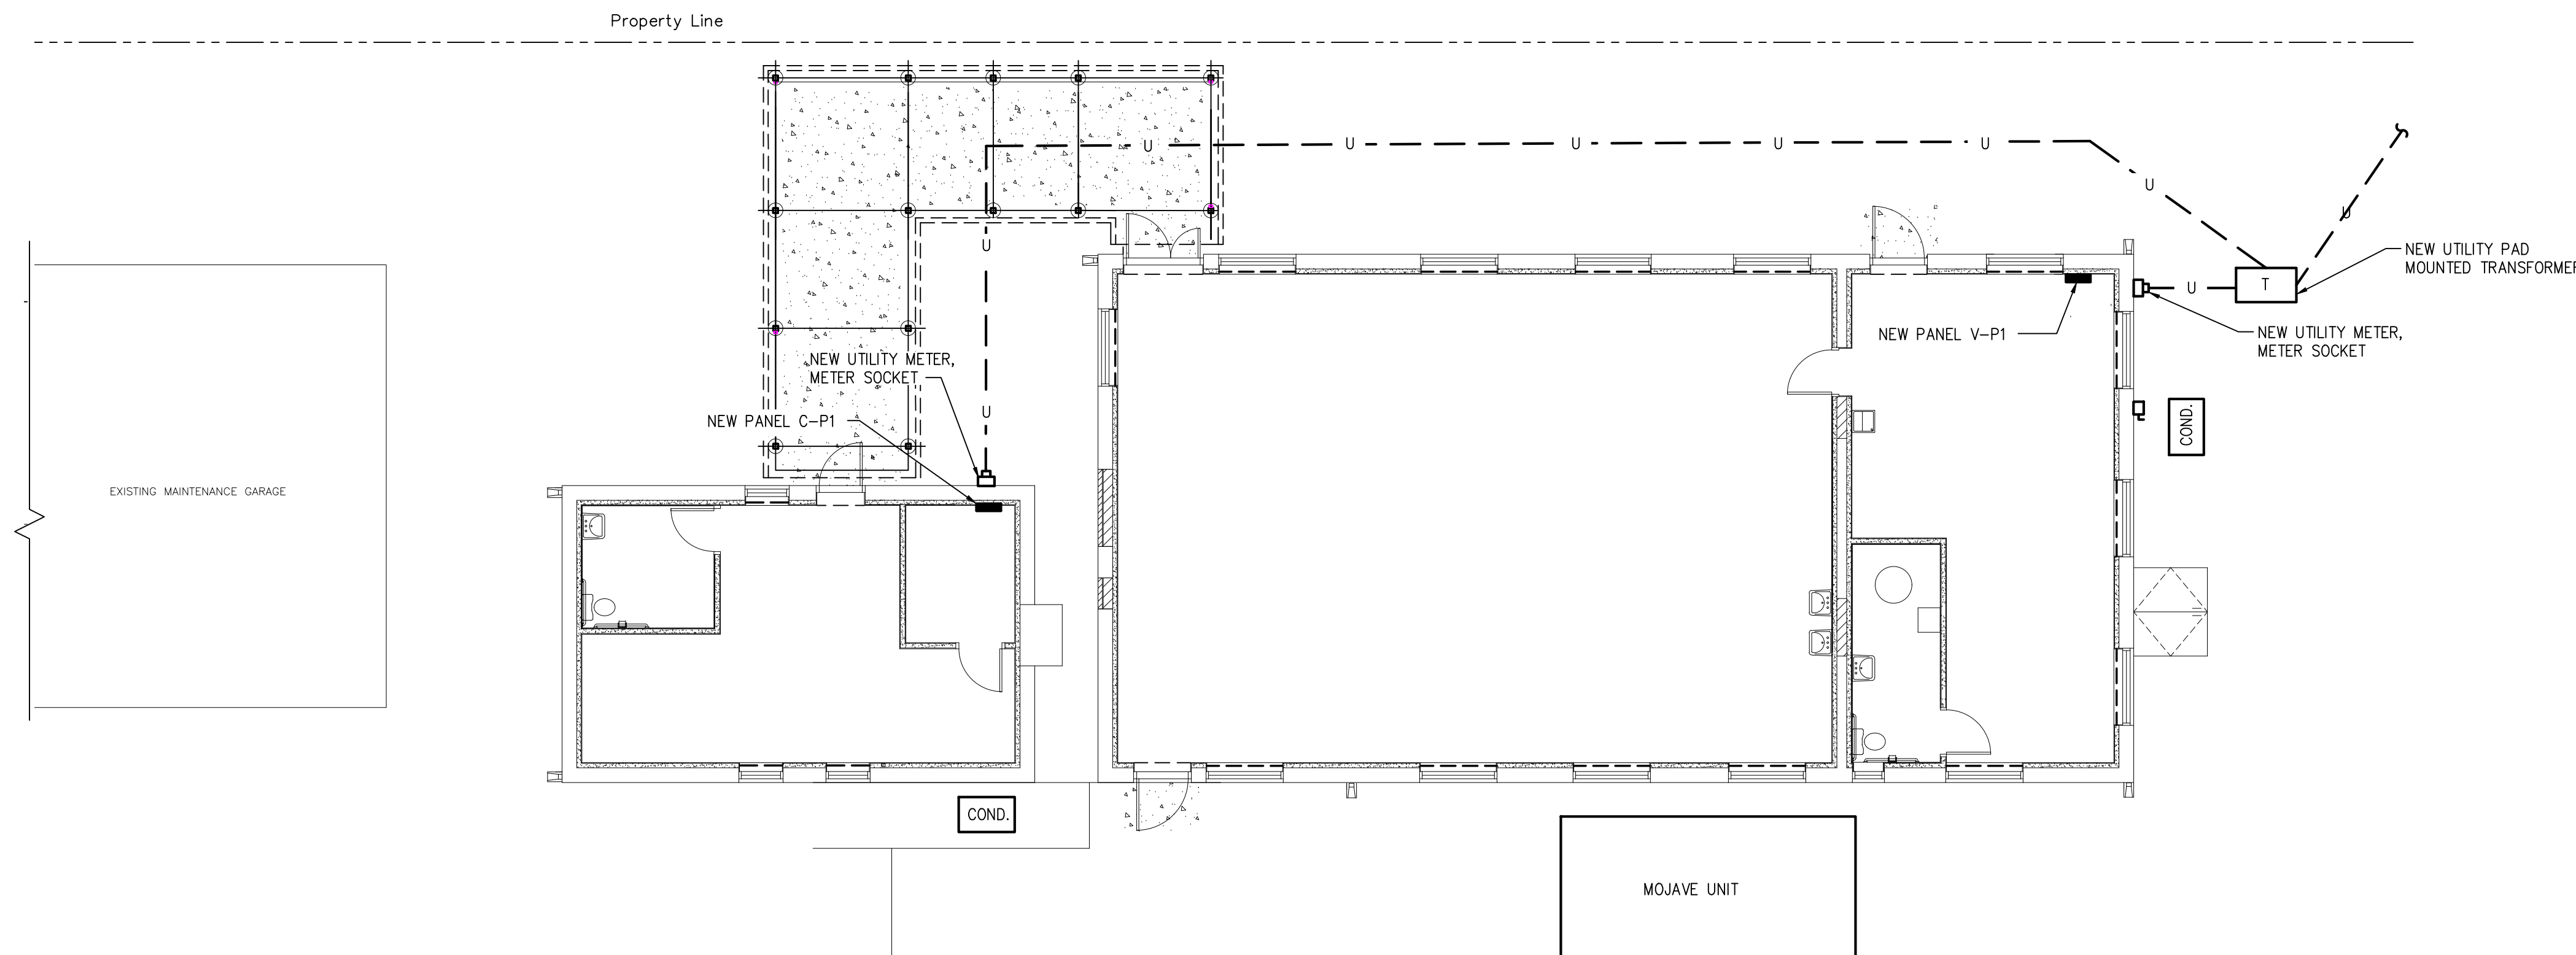 Property Line
U
U
U
U
U
U
U
U
NEW UTILITY PAD
MOUNTED TRANSFORMER
T
U
NEW PANEL V-P1
NEW UTILITY METER,
METER SOCKET
NEW UTILITY METER,
METER SOCKET
U
COND.
NEW PANEL C-P1
EXISTING MAINTENANCE GARAGE
COND.
MOJAVE UNIT